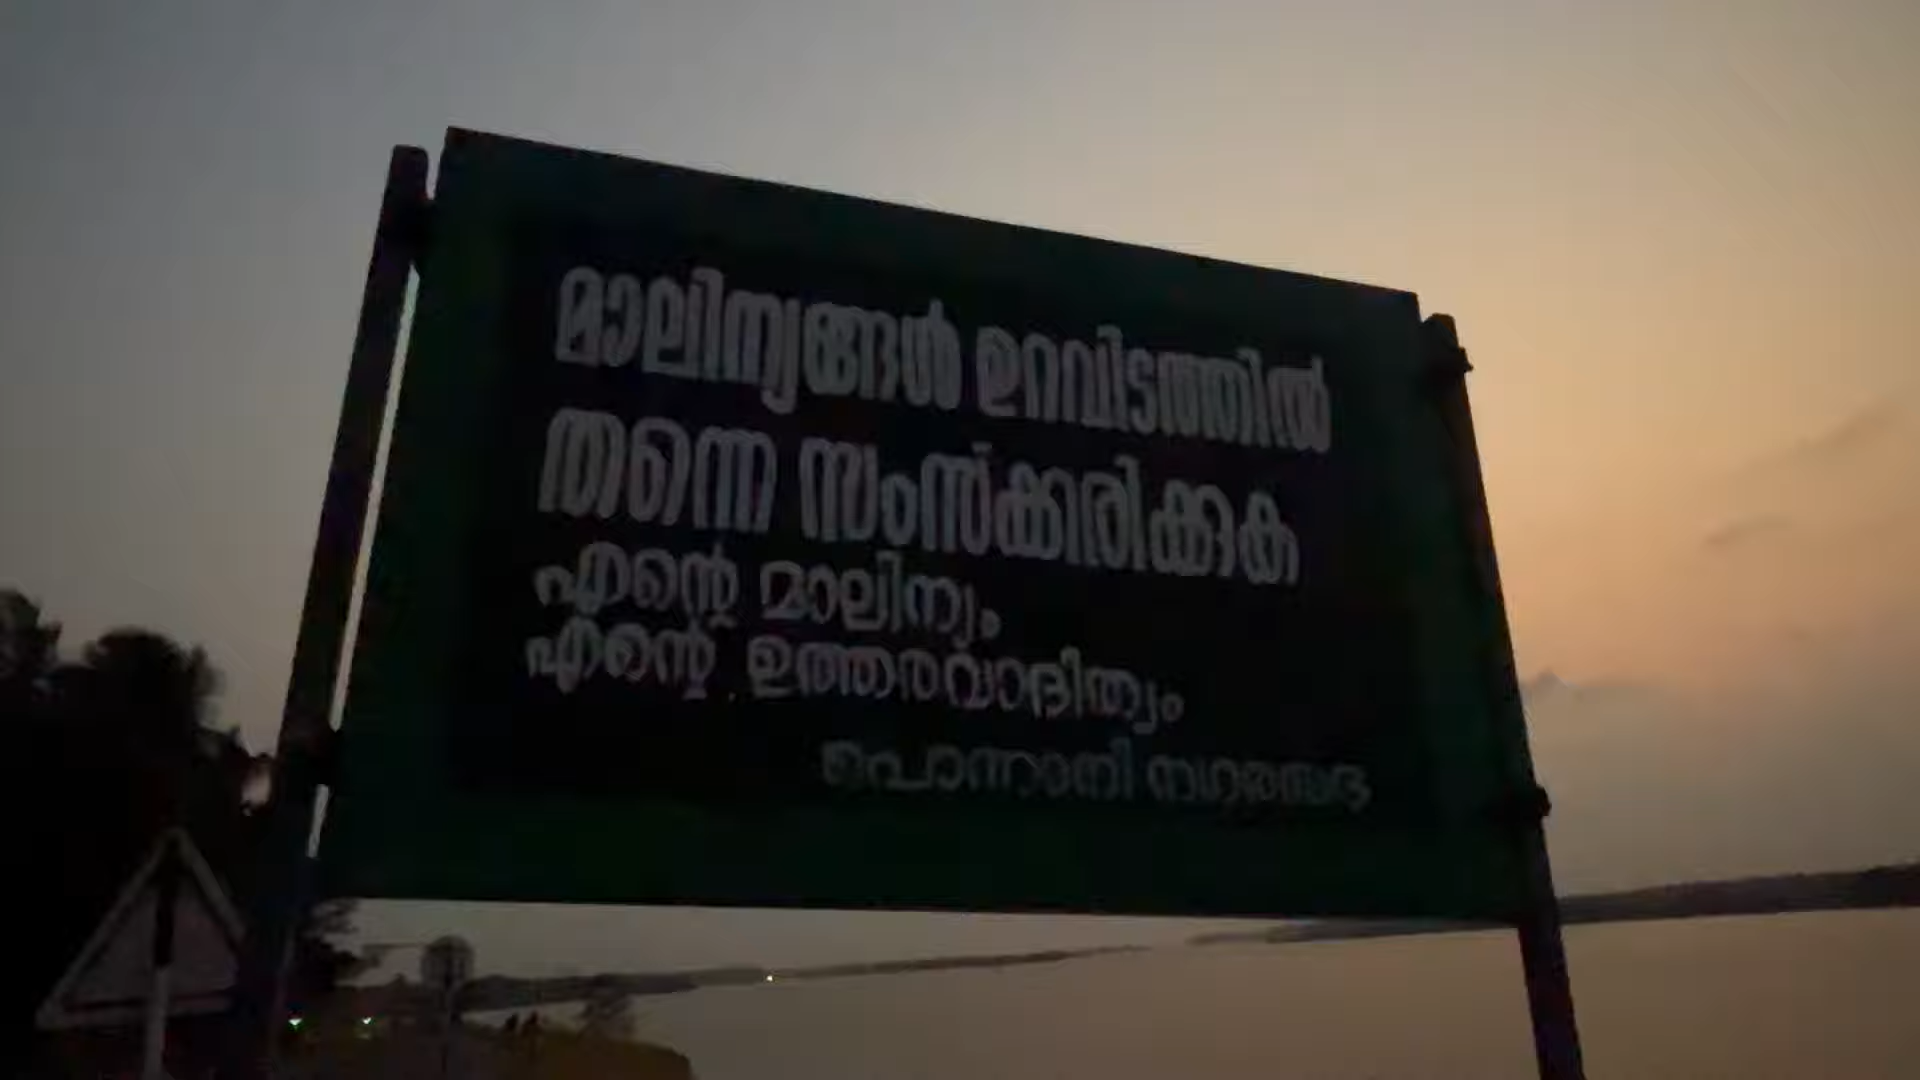 മാലിന്യങ്ങൾ ഉറവിടത്തിൽ
തന്നെ സംസ്ക്കരിക്കുക
എന്റെ മാലിന്യം
എന്റെ ഉത്തരവാദിത്വം
പൊന്നാനി നഗരസഭ